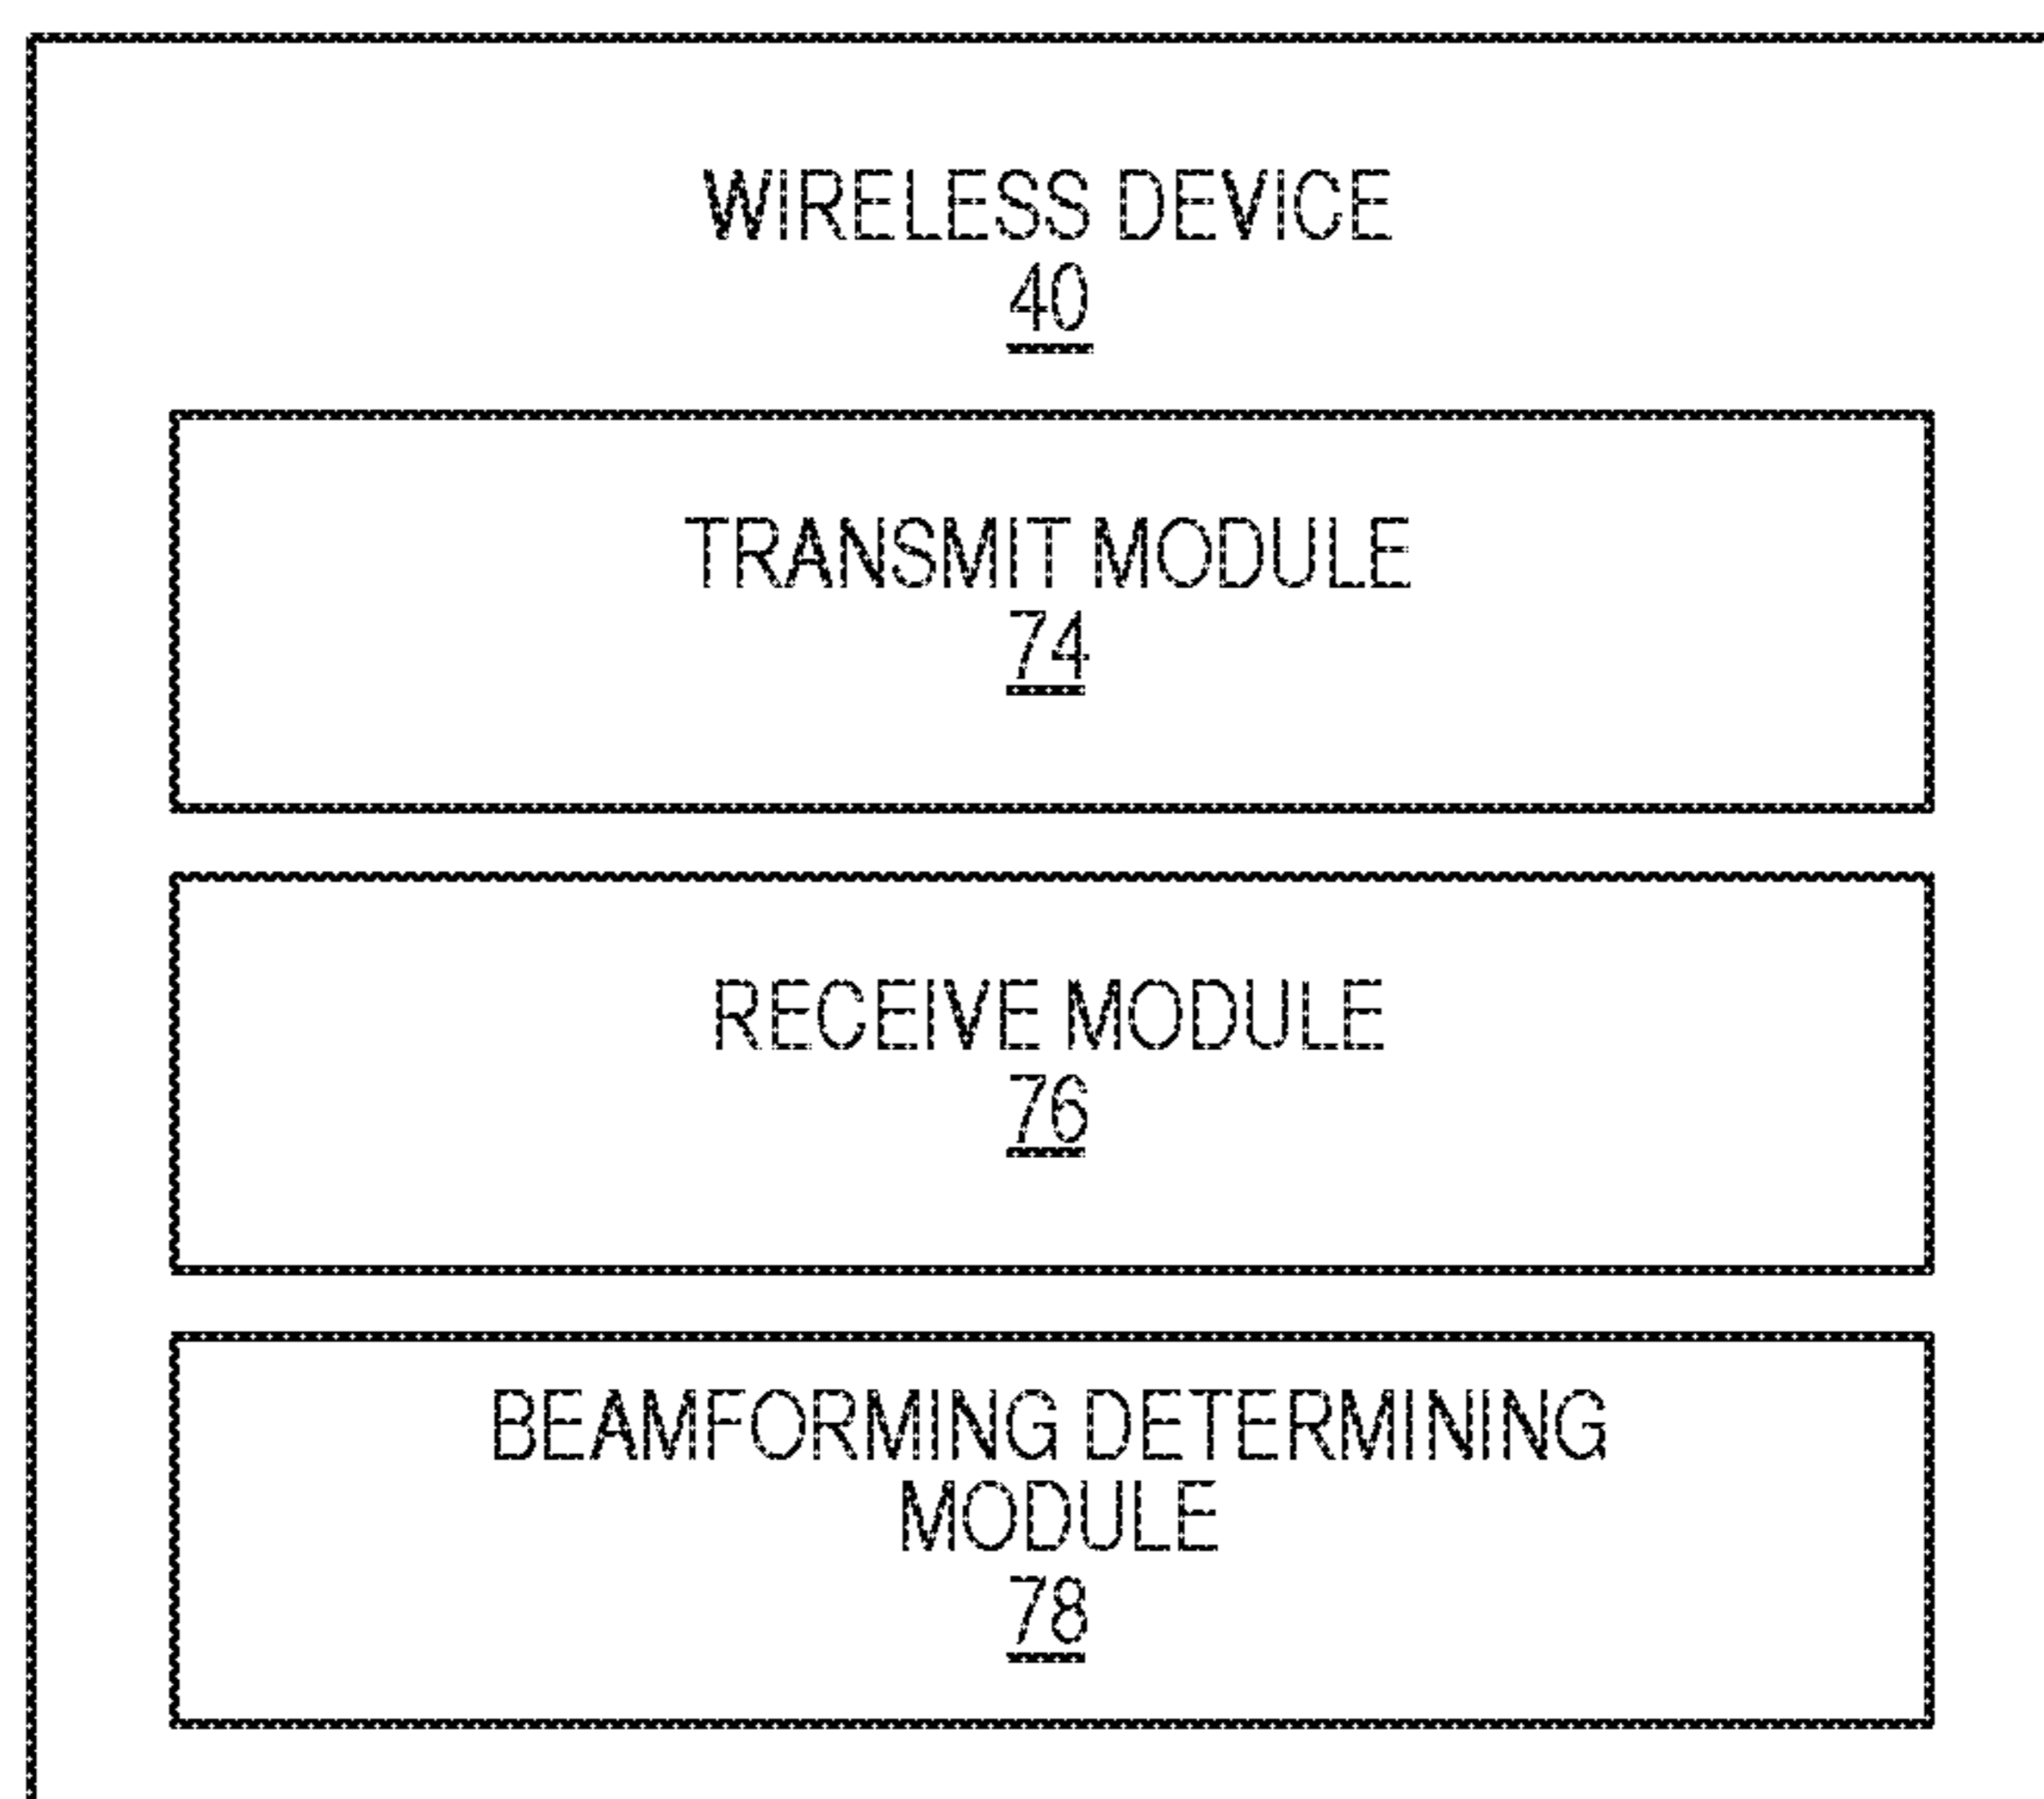 WIRELESS DEVICE
40
TRANSMIT MODULE
74
RECEIVE MODULE
76
BEAMFORMING DETERMINING
MODULE
78